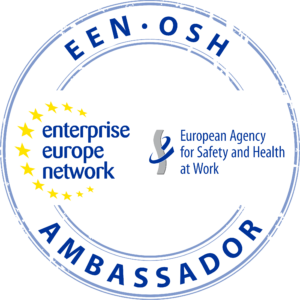 EEN·OSH
enterprise
europe
network
European Agency
for Safety and Health
at Work
AMBASSADOR